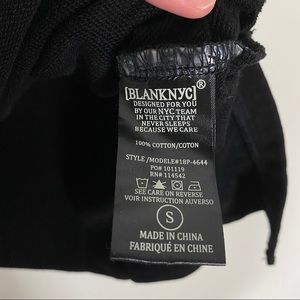 [BLANKNYC]®
DESIGNED FOR YOU
BY OUR NYC TEAM
IN THE CITY THAT
NEVER SLEEPS
BECAUSE WE CARE
100% COTTON/COTON
STYLE/MODELE#18P-4644
PO# 101119
RN# 114542
SEE CARE ON REVERSE
VOIR INSTRUCTION AU VERSO
S
MADE IN CHINA
FABRIQUÉ EN CHINE